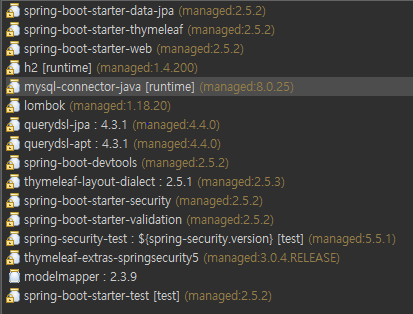 spring-boot-starter-data-jpa (managed:2.5.2)
spring-boot-starter-thymeleaf (managed:2.5.2)
spring-boot-starter-web (managed:2.5.2)
h2 [runtime] (managed:1.4.200)
mysql-connector-java [runtime] (managed:8.0.25)
lombok (managed:1.18.20)
querydsl-jpa : 4.3.1 (managed:4.4.0)
querydsl-apt : 4.3.1 (managed:4.4.0)
spring-boot-devtools (managed:2.5.2)
thymeleaf-layout-dialect : 2.5.1 (managed:2.5.3)
spring-boot-starter-security (managed:2.5.2)
spring-boot-starter-validation (managed:2.5.2)
spring-security-test : ${spring-security.version} [test] (managed:5.5.1)
thymeleaf-extras-springsecurity5 (managed:3.0.4.RELEASE)
modelmapper : 2.3.9
spring-boot-starter-test [test] (managed:2.5.2)